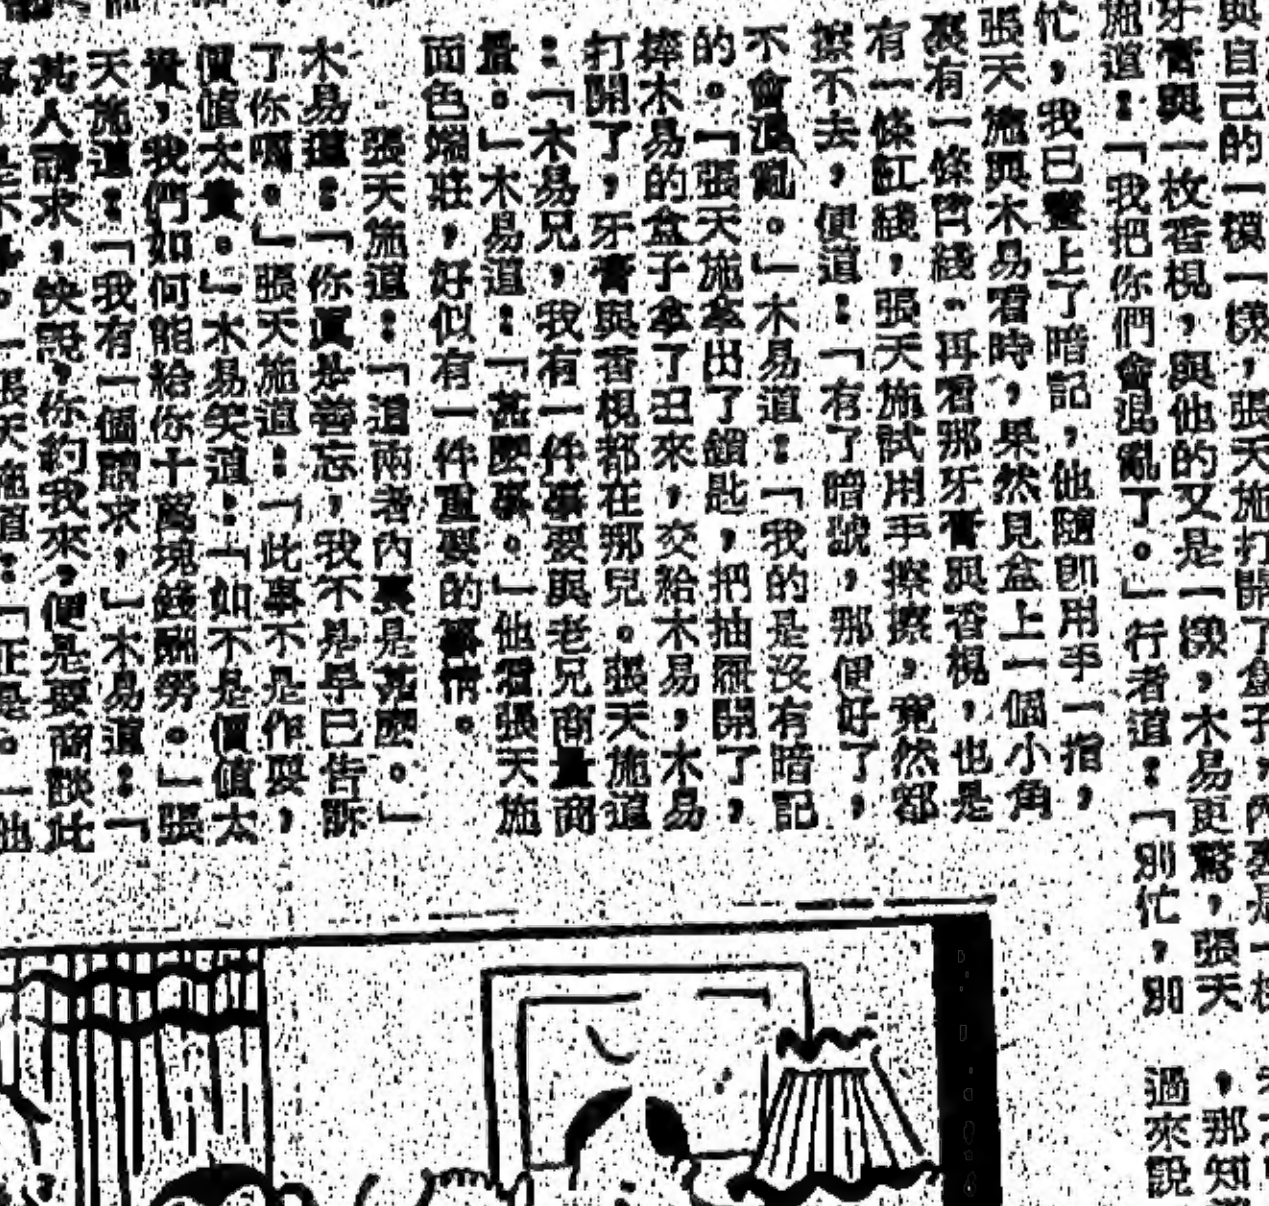 與自己的一模一樣，張天施打開了盒子，內裏是一
牙膏與一枚香梘，與他的又是一樣，木易更驚，張天
施道：「我把你們會混亂了。」行者道：「別忙，別
忙，我已置上了暗記，他隨即用手一指，
張天施與木易看時，果然見盒上一個小角
裏有一條線。再看那牙膏與香梘，也是
有一條紅綫，張天施試用手擦擦，竟然都
擦不去，便道：「有了暗號，那便好了，
不會混亂。」木易道：「我的是沒有暗記
的。」張天施拿出了鎖匙，把抽屜開了，
木易的盒子拿了出來，交給木易，木易
打開了，牙膏與香梘都在那兒。張天施道
：「木易兄，我有一件事要與老兄商量商
量。」木易道：「甚麼事。」他看張天施
面色端莊，好似有一件重要的事情。
張天施道：「這兩者內裏是甚麼。」
木易道：「你真是善忘，我不是早已告訴
了你嗎。」張天施道：「此事不是作耍，
價值太貴。」木易笑道：「如不是價值太
貴，我們如何能給你十萬塊錢酬勞。」張
天施道：「我有一個請求，」木易道：「
人請求，快說，你約我來，便是要商談此
張天施道：「正是。」他
過來說
，那知